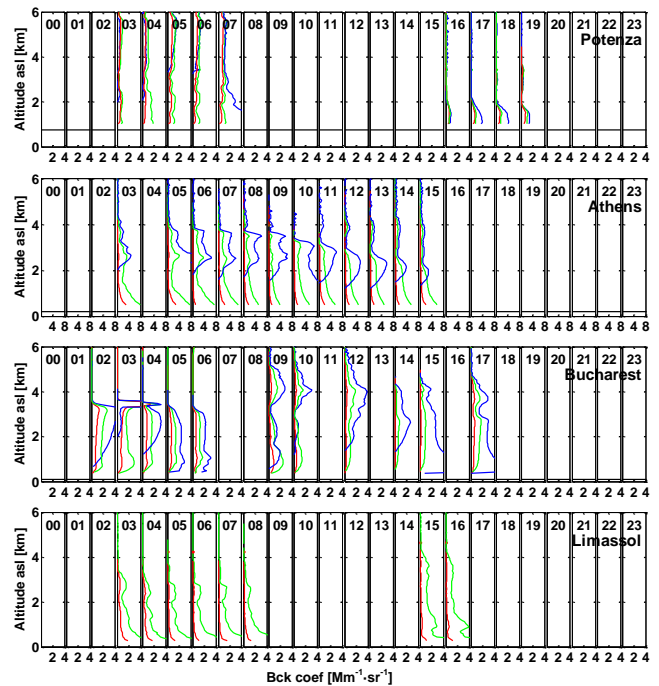 6
00 01 02 03 04 05 06 07 08 09 10 11 12 13 14 15 16 17 18 19 20 21 22 23
Potenza
4
2
0
Altitude asl [km]
2 4 2 4 2 4 2 4 2 4 2 4 2 4 2 4 2 4 2 4 2 4 2 4 2 4 2 4 2 4 2 4 2 4 2 4 2 4 2 4 2 4 2 4 2 4 2 4
6
00 01 02 03 04 05 06 07 08 09 10 11 12 13 14 15 16 17 18 19 20 21 22 23
Athens
4
2
0
Altitude asl [km]
4 8 4 8 4 8 4 8 4 8 4 8 4 8 4 8 4 8 4 8 4 8 4 8 4 8 4 8 4 8 4 8 4 8 4 8 4 8 4 8 4 8 4 8 4 8 4 8
6
00 01 02 03 04 05 06 07 08 09 10 11 12 13 14 15 16 17 18 19 20 21 22 23
Bucharest
4
2
0
Altitude asl [km]
2 4 2 4 2 4 2 4 2 4 2 4 2 4 2 4 2 4 2 4 2 4 2 4 2 4 2 4 2 4 2 4 2 4 2 4 2 4 2 4 2 4 2 4 2 4 2 4
6
00 01 02 03 04 05 06 07 08 09 10 11 12 13 14 15 16 17 18 19 20 21 22 23
Limassol
4
2
0
Altitude asl [km]
2 4 2 4 2 4 2 4 2 4 2 4 2 4 2 4 2 4 2 4 2 4 2 4 2 4 2 4 2 4 2 4 2 4 2 4 2 4 2 4 2 4 2 4 2 4 2 4
Bck coef [Mm⁻¹·sr⁻¹]